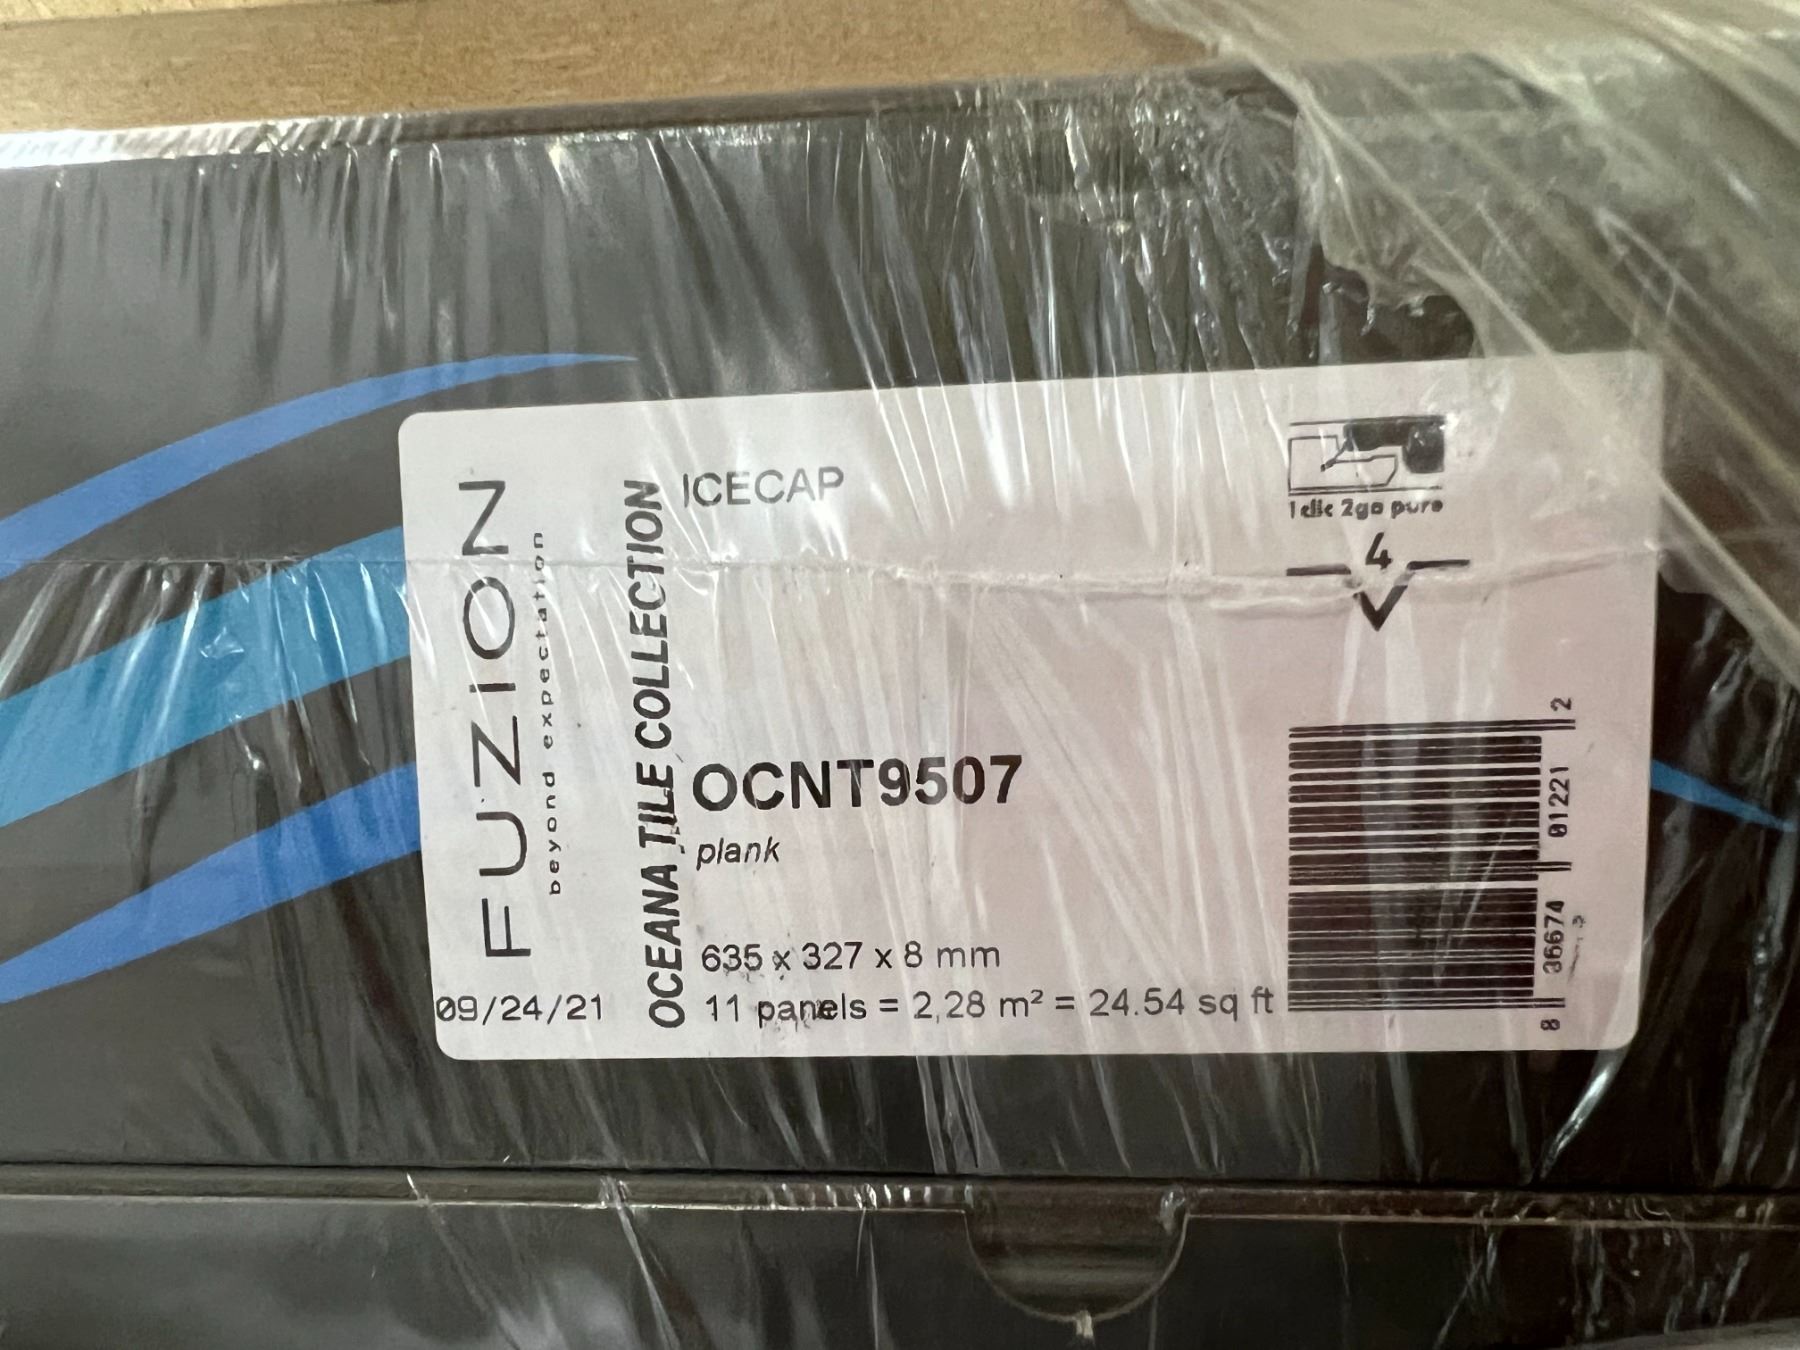 FUZION
beyond expectation
09/24/21
OCEANA TILE COLLECTION
ICECAP
OCNT9507
plank
635 x 327 x 8 mm
11 panels = 2,28 m² = 24.54 sq ft
1 clic 2go pure
4
V
8 36674 01221 2